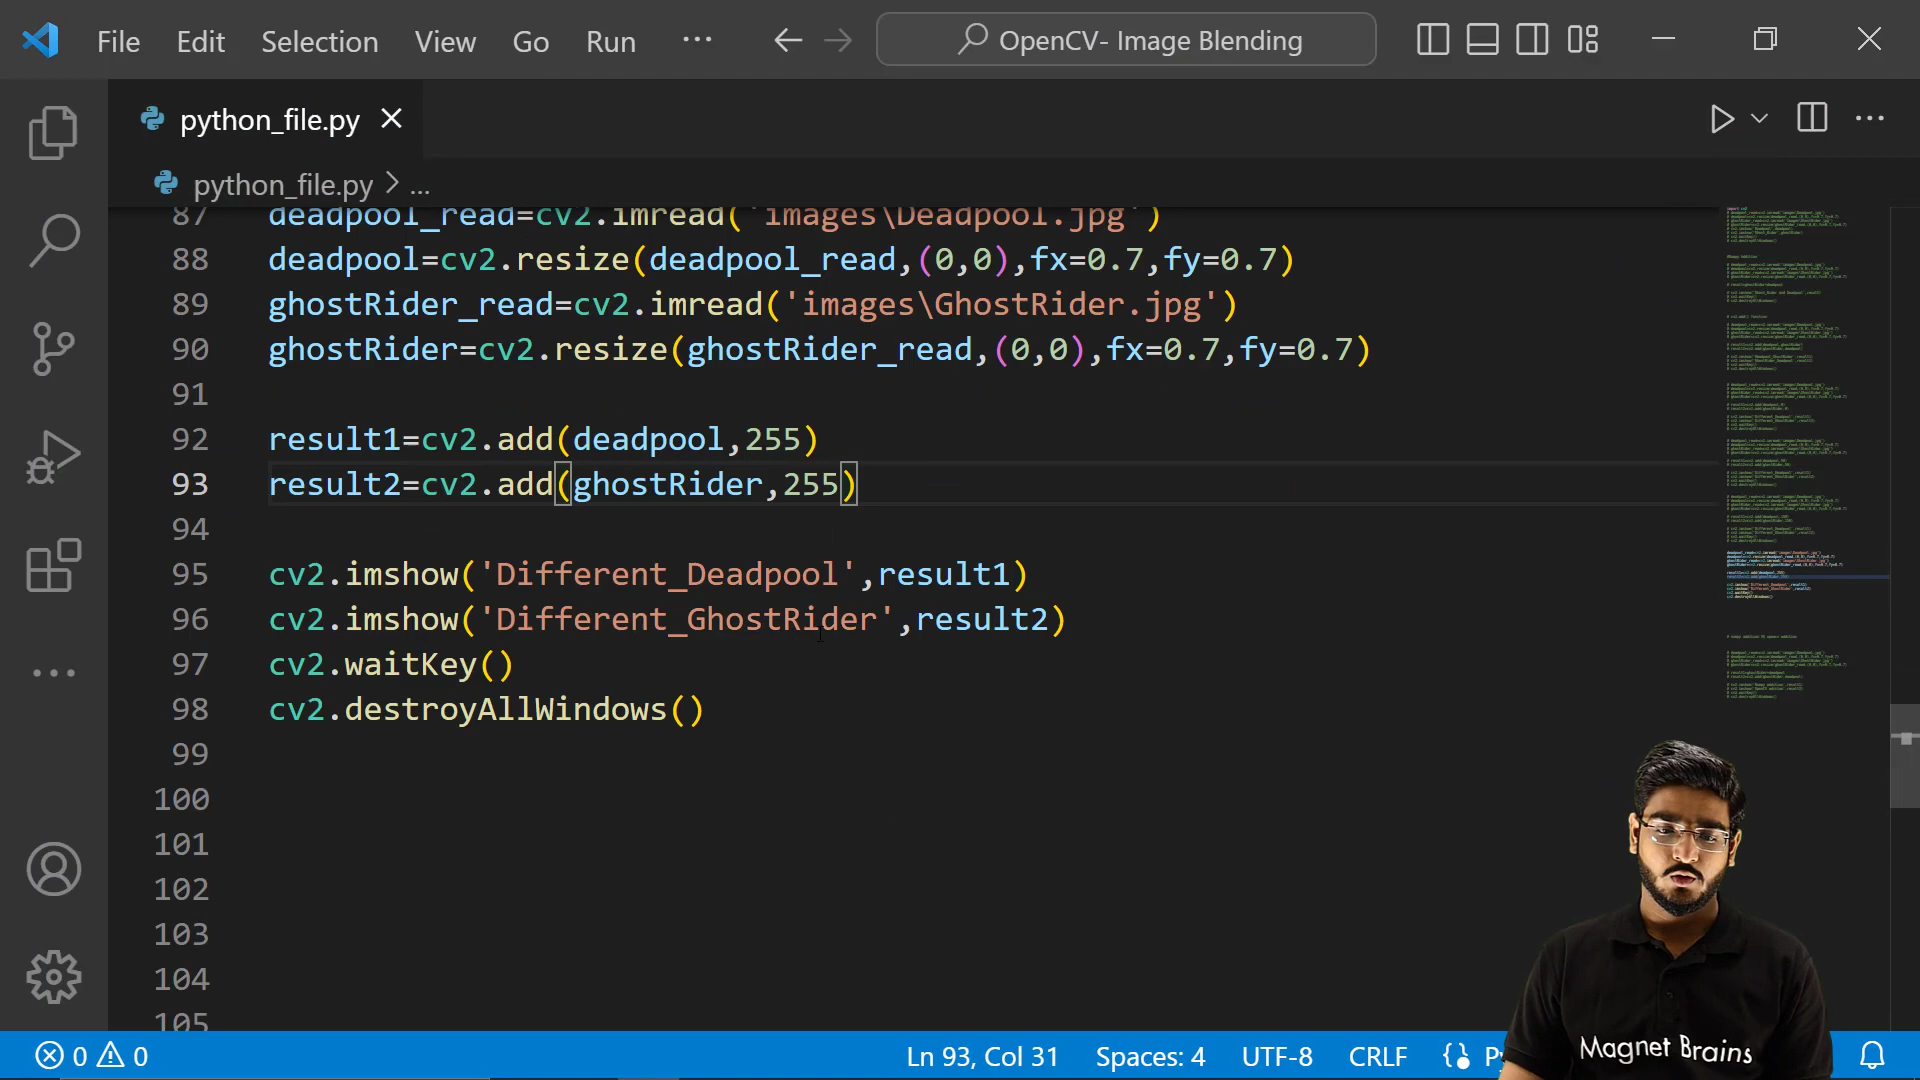 File Edit Selection View Go Run ... OpenCV- Image Blending
python_file.py
python_file.py > ...
87 deadpool_read=cv2.imread('images\Deadpool.jpg')
88 deadpool=cv2.resize(deadpool_read,(0,0),fx=0.7,fy=0.7)
89 ghostRider_read=cv2.imread('images\GhostRider.jpg')
90 ghostRider=cv2.resize(ghostRider_read,(0,0),fx=0.7,fy=0.7)
91
92 result1=cv2.add(deadpool,255)
93 result2=cv2.add(ghostRider,255)
94
95 cv2.imshow('Different_Deadpool',result1)
96 cv2.imshow('Different_GhostRider',result2)
97 cv2.waitKey()
98 cv2.destroyAllWindows()
99
100
101
102
103
104
105
0 0 Ln 93, Col 31 Spaces: 4 UTF-8 CRLF
Magnet Brains